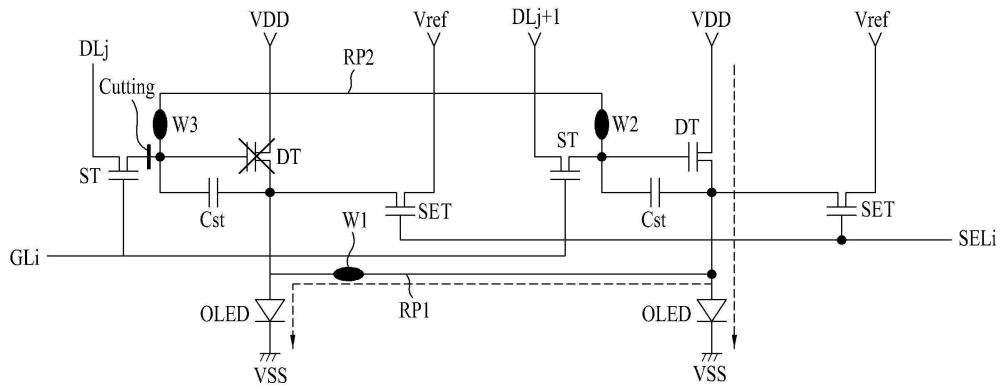 VDD
Vref
DLj+1
VDD
Vref
DLj
RP2
Cutting
W3
W2
DT
ST
DT
ST
Cst
SET
Cst
SET
W1
GLi
SELi
RP1
OLED
OLED
VSS
VSS